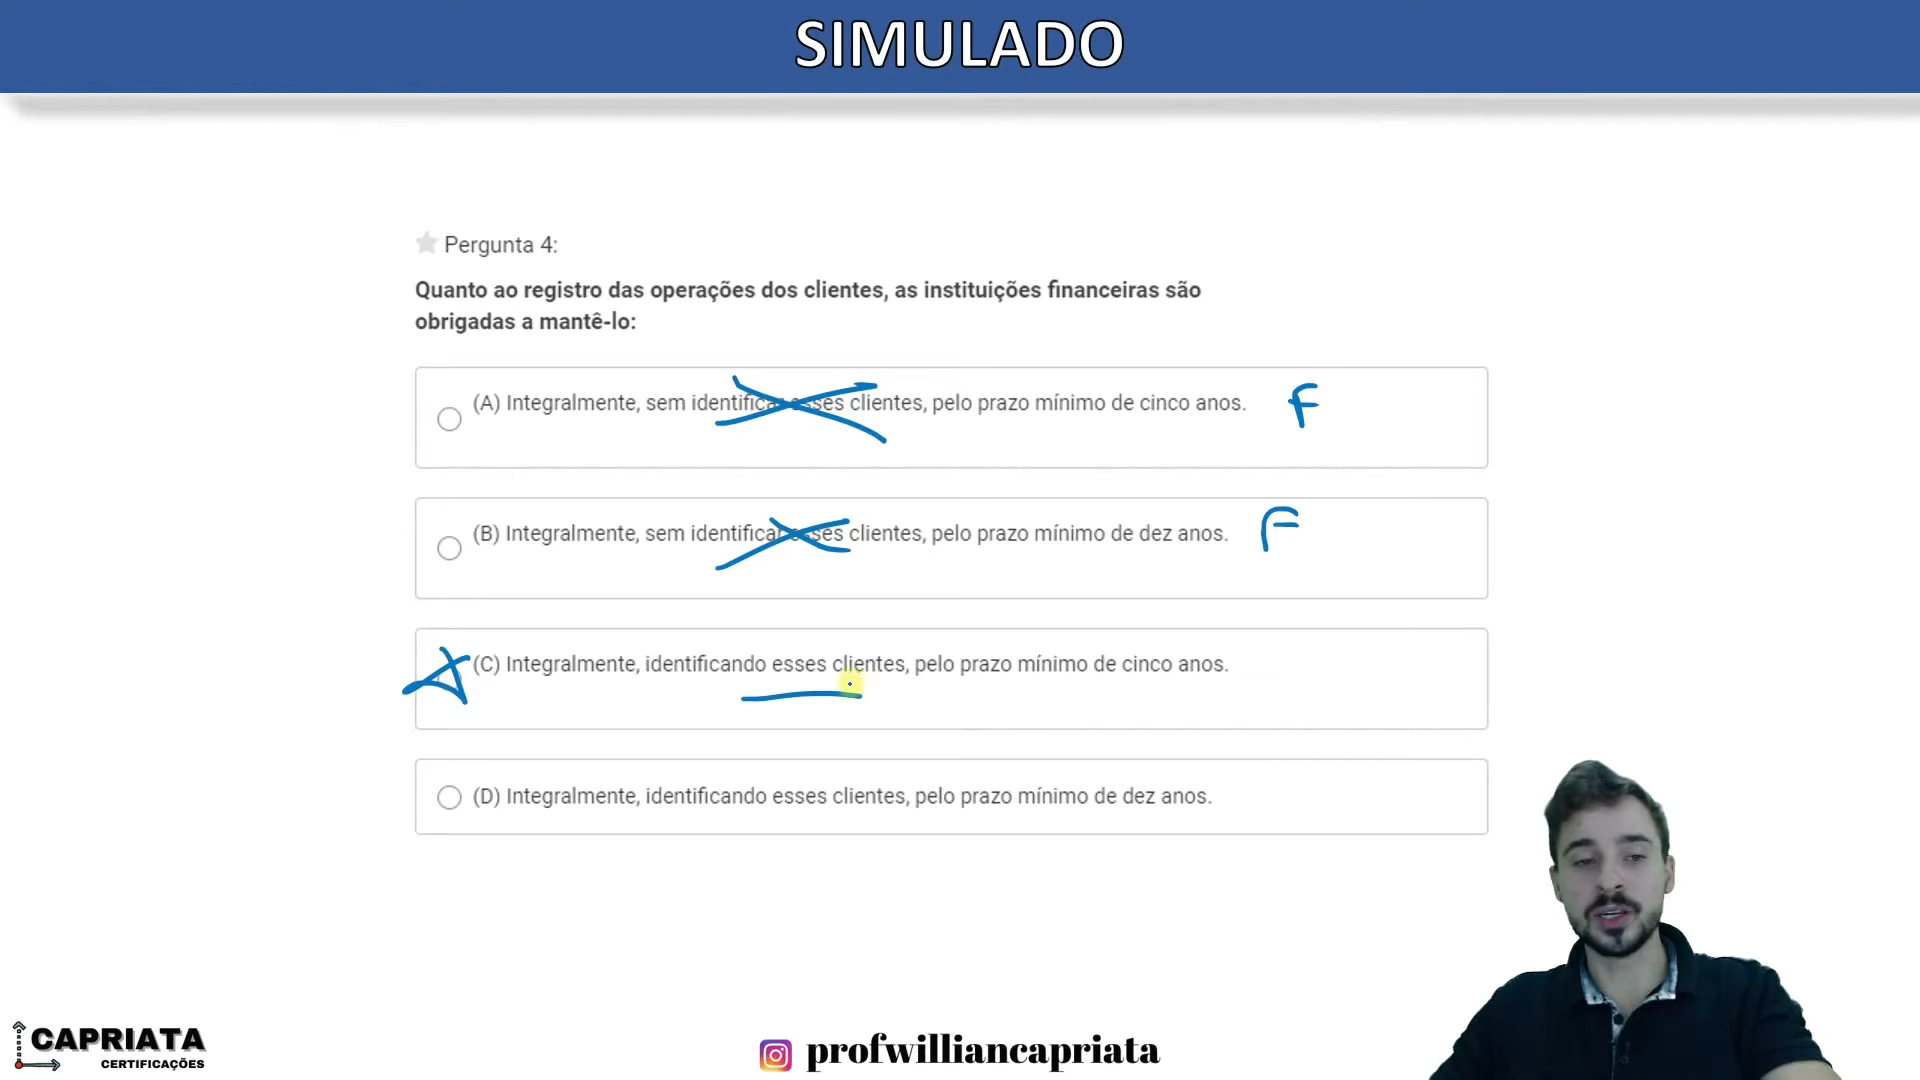 SIMULADO
Pergunta 4:
Quanto ao registro das operações dos clientes, as instituições financeiras são
obrigadas a mantê-lo:
(A) Integralmente, sem identificar esses clientes, pelo prazo mínimo de cinco anos. F
(B) Integralmente, sem identificar esses clientes, pelo prazo mínimo de dez anos. F
(C) Integralmente, identificando esses clientes, pelo prazo mínimo de cinco anos.
(D) Integralmente, identificando esses clientes, pelo prazo mínimo de dez anos.
CAPRIATA
CERTIFICAÇÕES
profwilliancapriata